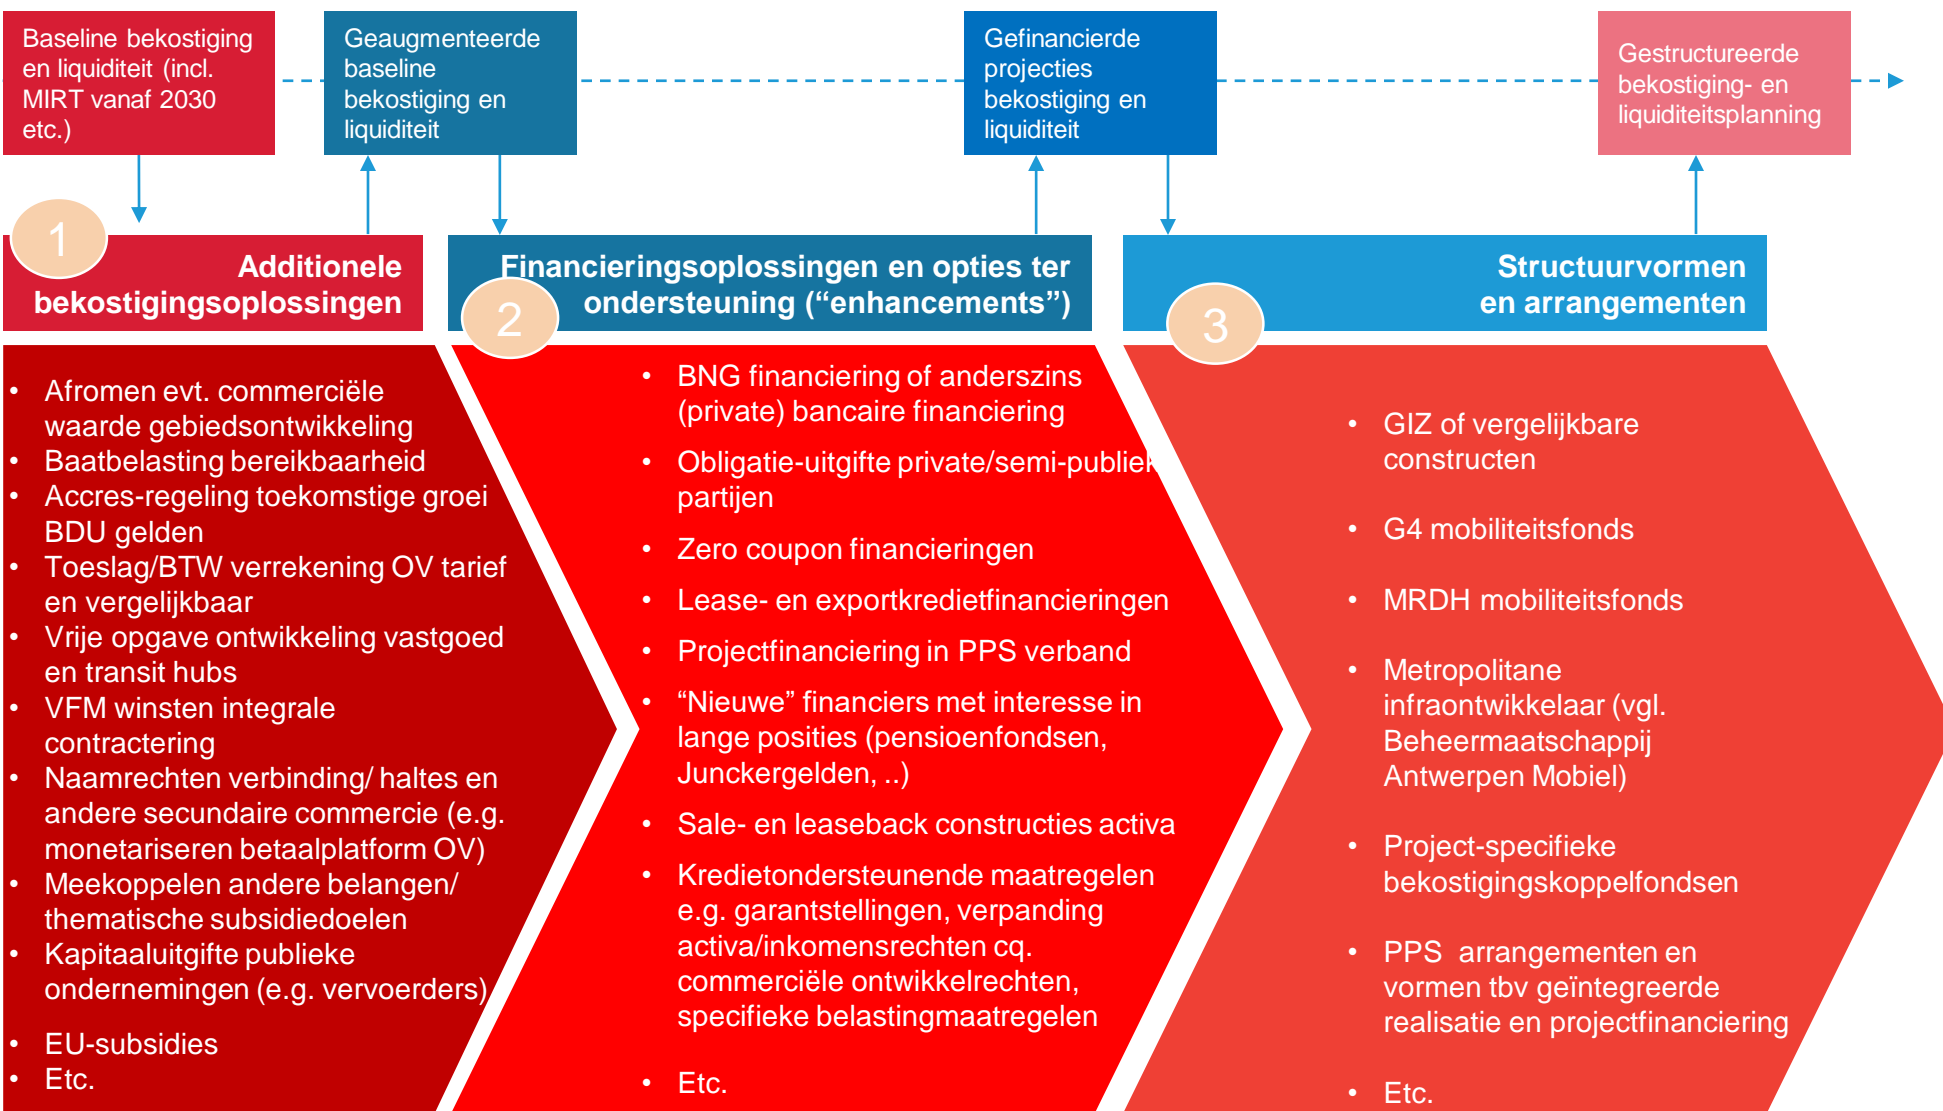 Baseline bekostiging
en liquiditeit (incl.
MIRT vanaf 2030
etc.)
Geaugmenteerde
baseline
bekostiging en
liquiditeit
Gefinancierde
projecties
bekostiging en
liquiditeit
Gestructureerde
bekostiging- en
liquiditeitsplanning
1
Additionele
bekostigingsoplossingen
2
Financieringsoplossingen en opties ter
ondersteuning (“enhancements”)
3
Structuurvormen
en arrangementen
• Afromen evt. commerciële
waarde gebiedsontwikkeling
• Baatbelasting bereikbaarheid
• Accres-regeling toekomstige groei
BDU gelden
• Toeslag/BTW verrekening OV tarief
en vergelijkbaar
• Vrije opgave ontwikkeling vastgoed
en transit hubs
• VFM winsten integrale
contractering
• Naamrechten verbinding/ haltes en
andere secundaire commercie (e.g.
monetariseren betaalplatform OV)
• Meekoppelen andere belangen/
thematische subsidiedoelen
• Kapitaaluitgifte publieke
ondernemingen (e.g. vervoerders)
• EU-subsidies
• Etc.
• BNG financiering of anderszins
(private) bancaire financiering
• Obligatie-uitgifte private/semi-publieke
partijen
• Zero coupon financieringen
• Lease- en exportkredietfinancieringen
• Projectfinanciering in PPS verband
• “Nieuwe” financiers met interesse in
lange posities (pensioenfondsen,
Junckergelden, ..)
• Sale- en leaseback constructies activa
• Kredietondersteunende maatregelen
e.g. garantstellingen, verpanding
activa/inkomensrechten cq.
commerciële ontwikkelrechten,
specifieke belastingmaatregelen
• Etc.
• GIZ of vergelijkbare
constructen
• G4 mobiliteitsfonds
• MRDH mobiliteitsfonds
• Metropolitane
infraontwikkelaar (vgl.
Beheermaatschappij
Antwerpen Mobiel)
• Project-specifieke
bekostigingskoppelfondsen
• PPS arrangementen en
vormen tbv geïntegreerde
realisatie en projectfinanciering
• Etc.